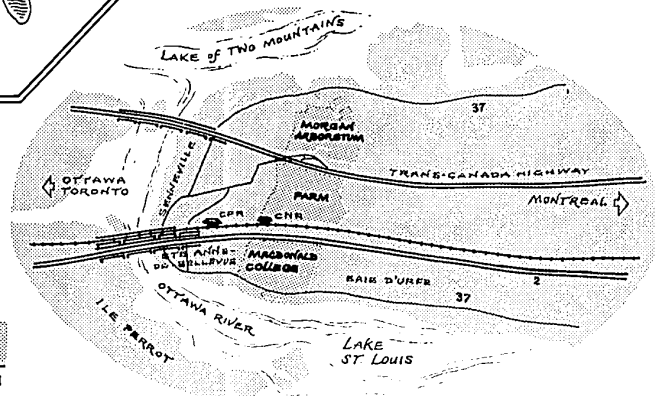 LAKE of TWO MOUNTAINS
37
MORGAN
ARBORETUM
SENNEVILLE
TRANS-CANADA HIGHWAY
OTTAWA
TORONTO
FARM
MONTREAL
CPR
CNR
STE ANNE-
DE BELLEVUE
MACDONALD
COLLEGE
BAIE D'URFE
2
37
OTTAWA RIVER
ILE PERROT
LAKE
ST LOUIS